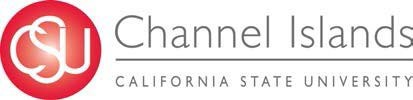 CSU
Channel Islands
CALIFORNIA STATE UNIVERSITY